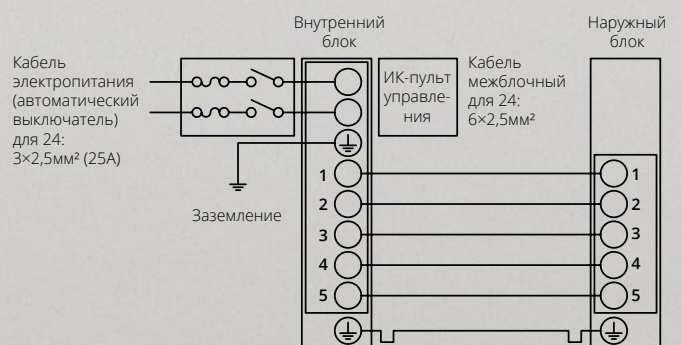 Внутренний
блок
Наружный
блок
Кабель
электропитания
(автоматический
выключатель)
для 24:
3×2,5мм² (25А)
ИК-пульт
управле-
ния
Кабель
межблочный
для 24:
6×2,5мм²
Заземление
1
2
3
4
5
1
2
3
4
5